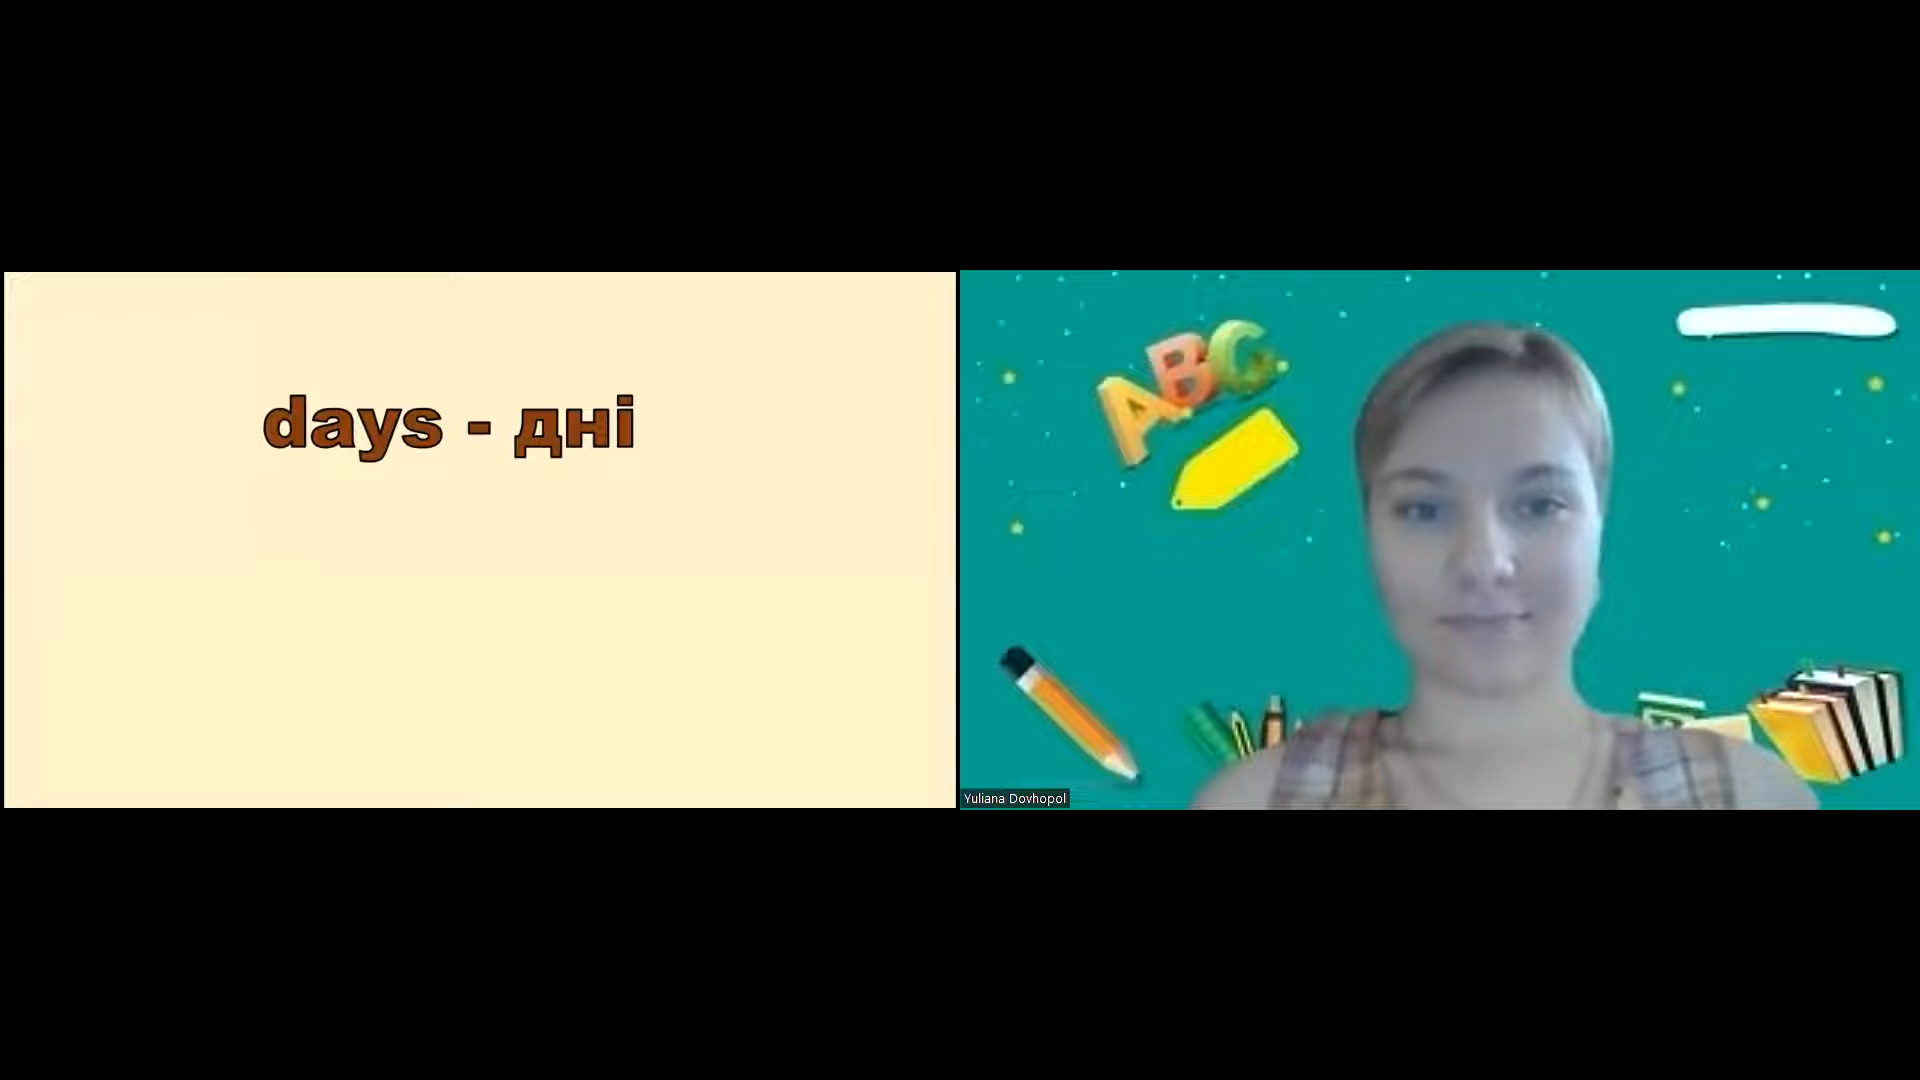 days - дні
ABC
Yuliana Dovhopol